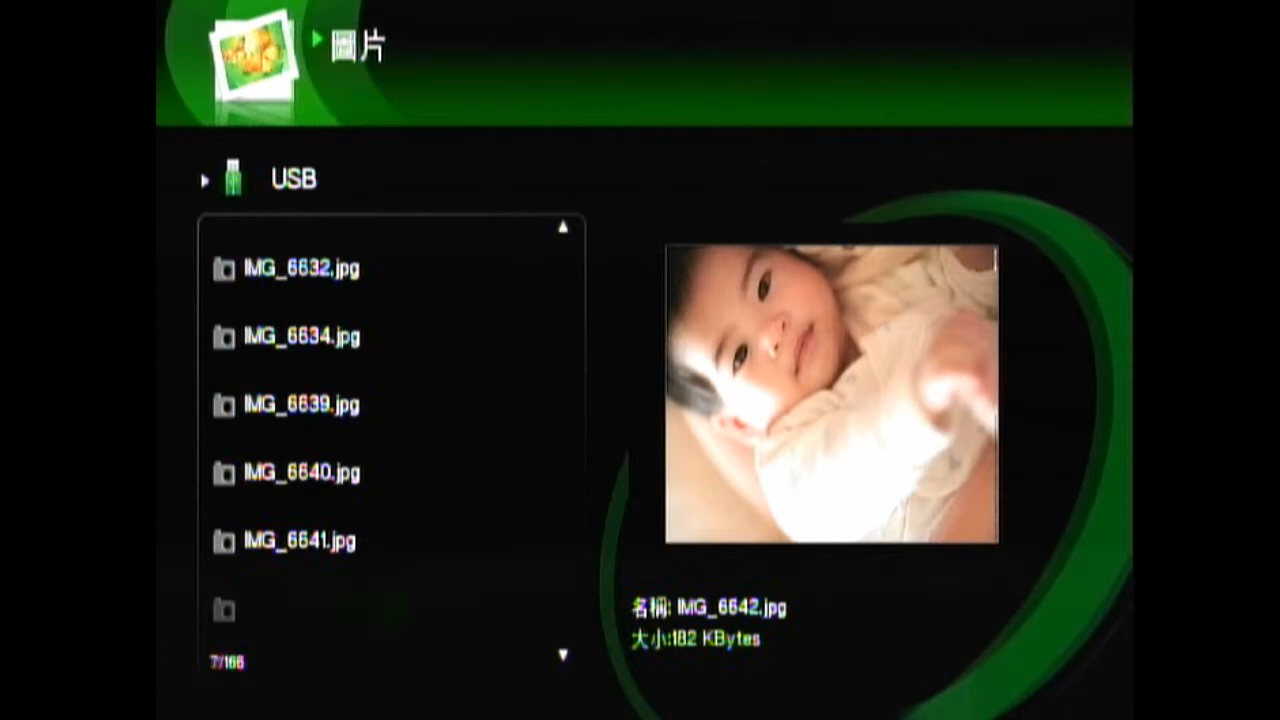 圖片
USB
IMG_6632.jpg
IMG_6634.jpg
IMG_6639.jpg
IMG_6640.jpg
IMG_6641.jpg
7/166
名稱: IMG_6642.jpg
大小:182 KBytes